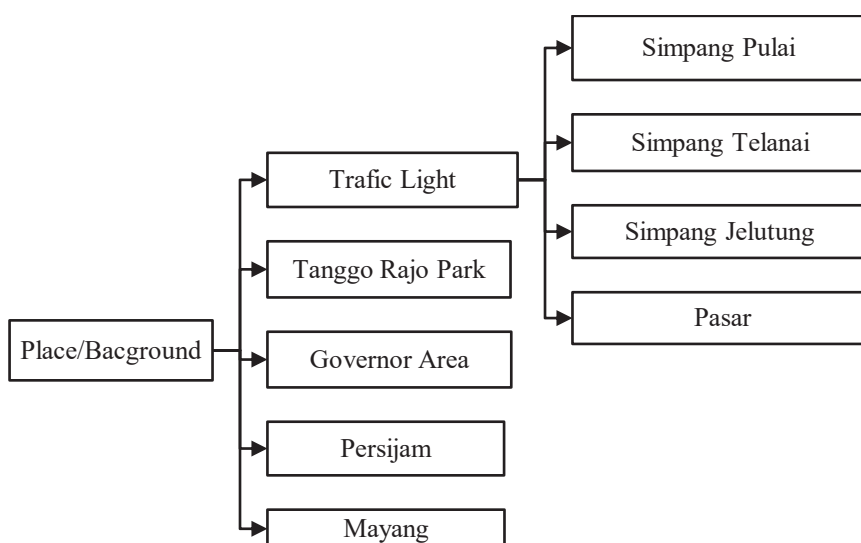 Simpang Pulai
Simpang Telanai
Trafic Light
Simpang Jelutung
Tanggo Rajo Park
Pasar
Place/Bacground
Governor Area
Persijam
Mayang